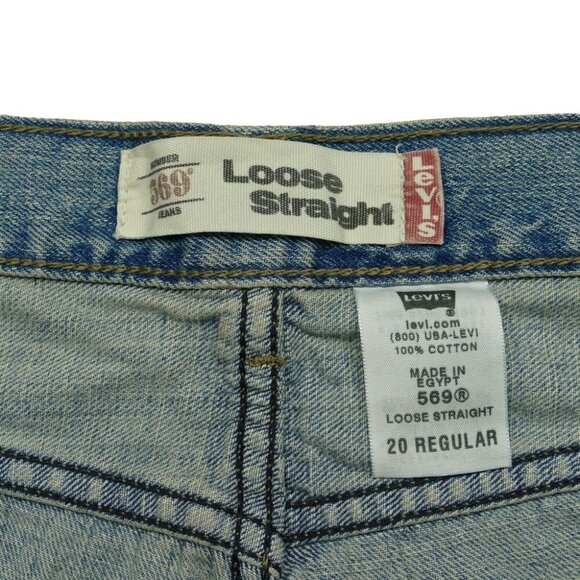 NUMBER
569®
JEANS
Loose
Straight
Levi's
Levi's
®
levi.com
(800) USA-LEVI
100% COTTON
MADE IN
EGYPT
569®
LOOSE STRAIGHT
20 REGULAR